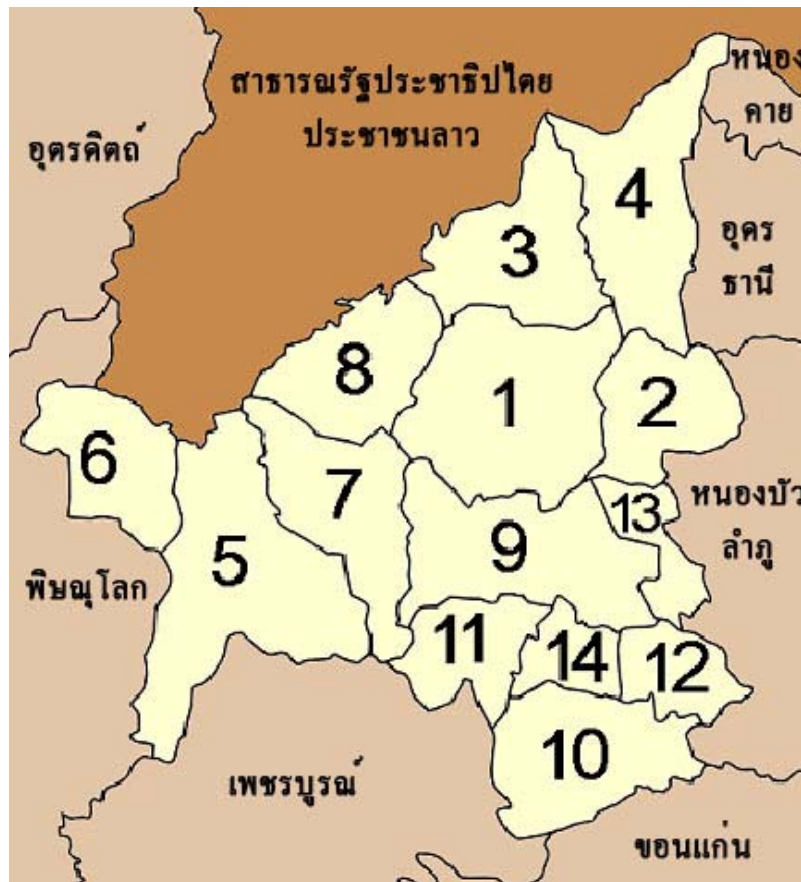 หนอง
คาย
สาธารณรัฐประชาธิปไตย
ประชาชนลาว
อุตรดิตถ์
4
3
อุดร
ธานี
8
1
2
6
7
13
หนองบัว
ลำภู
5
9
พิษณุโลก
11
14
12
10
เพชรบูรณ์
ขอนแก่น